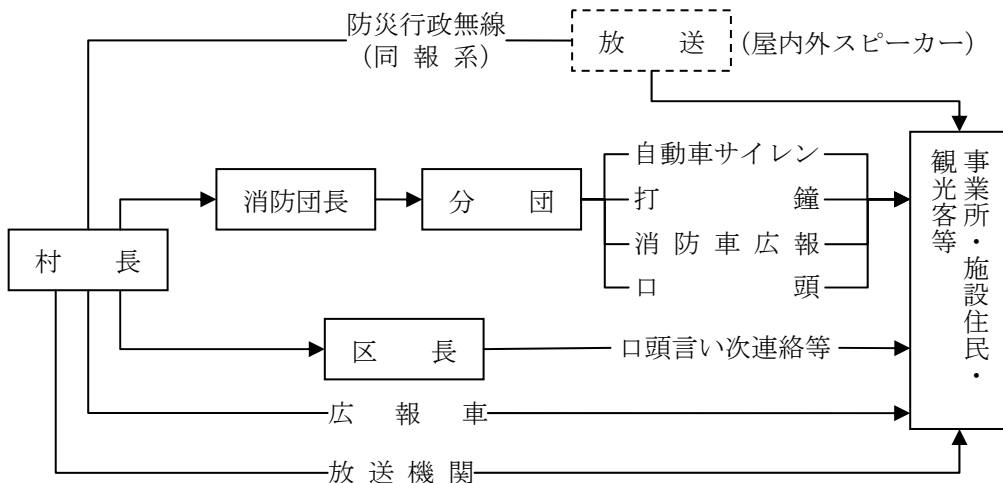 防災行政無線
（同 報 系）
放　送
（屋内外スピーカー）
自動車サイレン
消防団長
分　団
打　鐘
消 防 車 広 報
村　長
口　頭
区　長
口頭言い次連絡等
広　報　車
放 送 機 関
事業所・施設住民・
観光客等